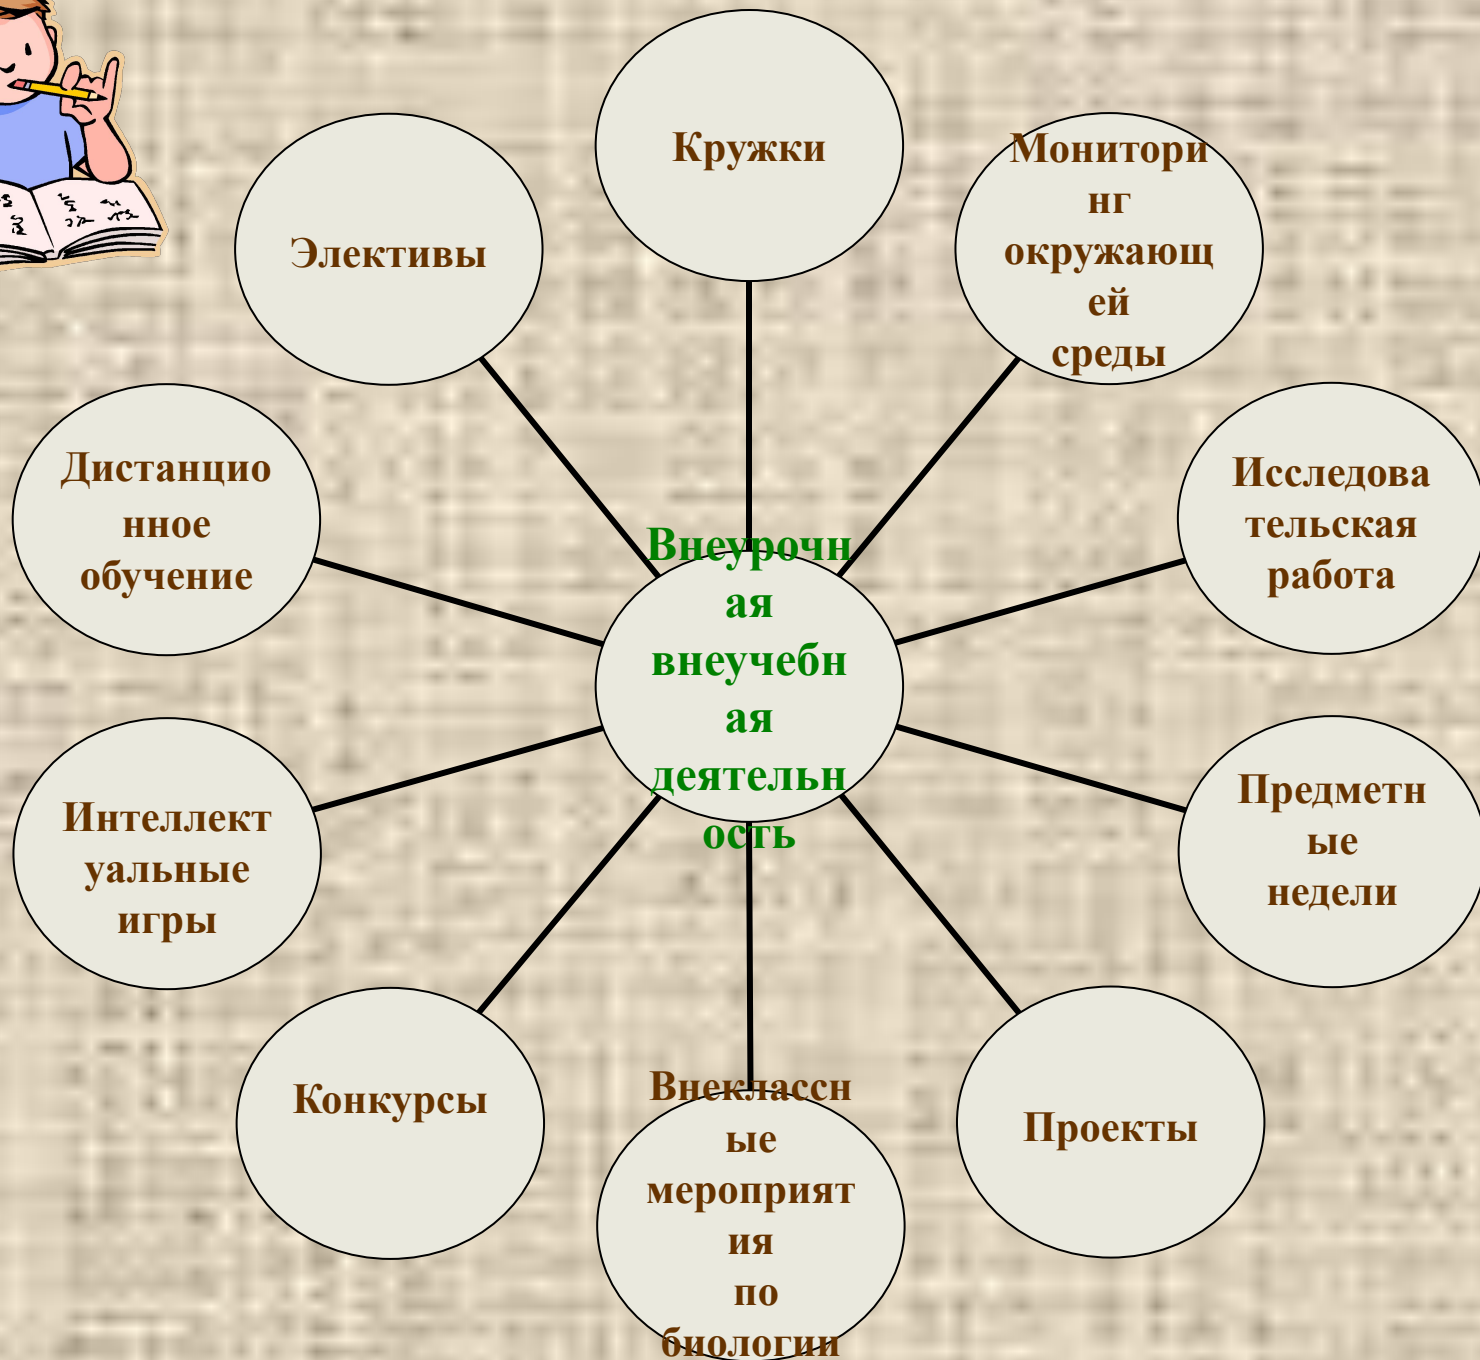 Кружки
Монитори
нг
окружающ
ей
среды
Элективы
Исследова
тельская
работа
Дистанцио
нное
обучение
Внеурочн
ая
внеучебн
ая
деятельн
ость
Предметн
ые
недели
Интеллект
уальные
игры
Проекты
Конкурсы
Внеклассн
ые
мероприят
ия
по
биологии